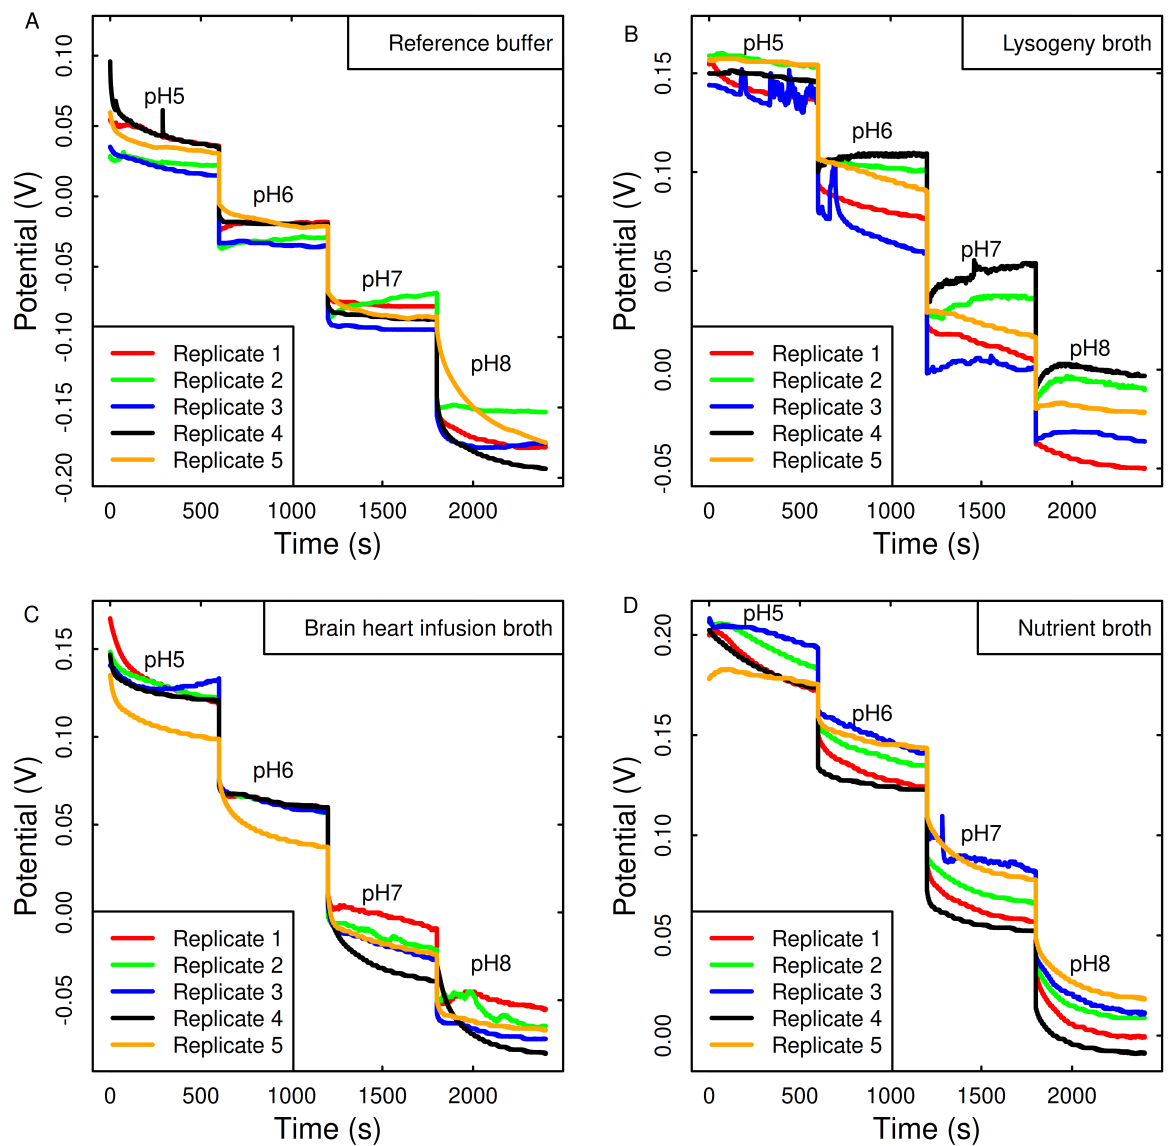 A
Reference buffer
0.10
0.05
0.00
-0.05
-0.10
-0.15
-0.20
Potential (V)
pH5
pH6
pH7
pH8
Replicate 1
Replicate 2
Replicate 3
Replicate 4
Replicate 5
0
500
1000
1500
2000
Time (s)
B
Lysogeny broth
0.15
0.10
0.05
0.00
-0.05
Potential (V)
pH5
pH6
pH7
pH8
Replicate 1
Replicate 2
Replicate 3
Replicate 4
Replicate 5
0
500
1000
1500
2000
Time (s)
C
Brain heart infusion broth
0.15
0.10
0.05
0.00
-0.05
Potential (V)
pH5
pH6
pH7
pH8
Replicate 1
Replicate 2
Replicate 3
Replicate 4
Replicate 5
0
500
1000
1500
2000
Time (s)
D
Nutrient broth
0.20
0.15
0.10
0.05
0.00
Potential (V)
pH5
pH6
pH7
pH8
Replicate 1
Replicate 2
Replicate 3
Replicate 4
Replicate 5
0
500
1000
1500
2000
Time (s)